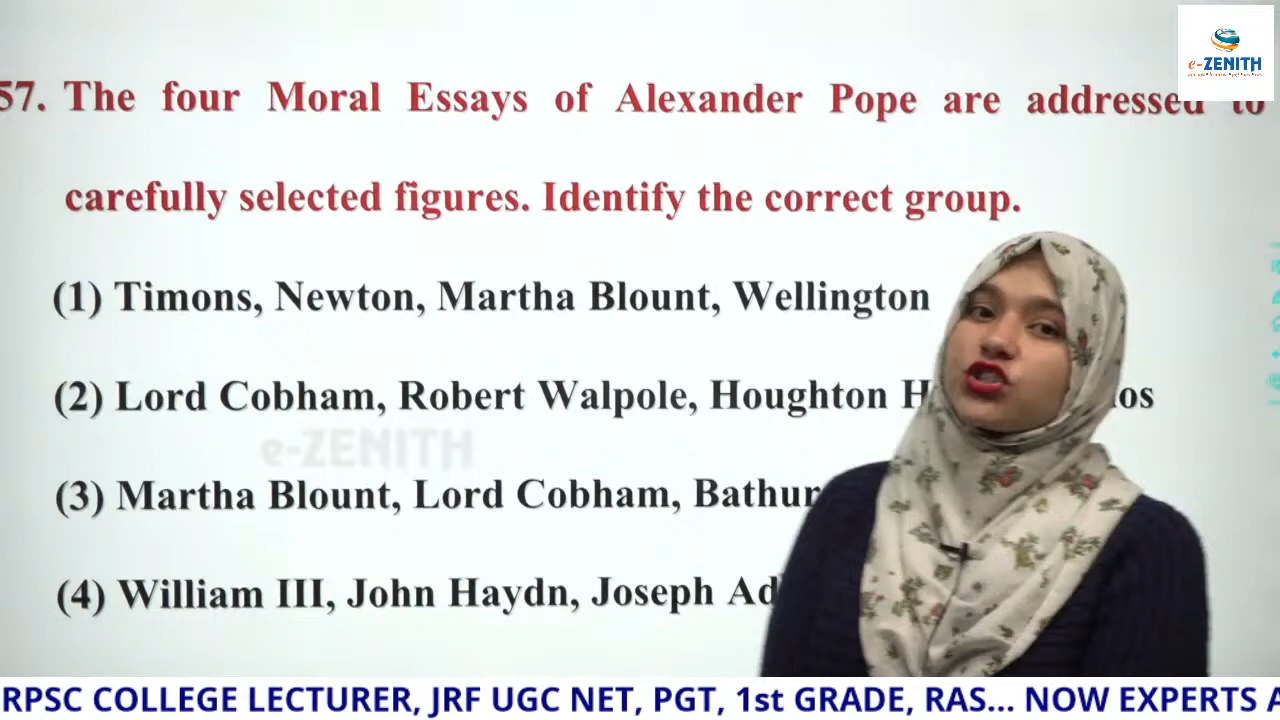 e-ZENITH
57. The four Moral Essays of Alexander Pope are addressed to
carefully selected figures. Identify the correct group.
(1) Timons, Newton, Martha Blount, Wellington
(2) Lord Cobham, Robert Walpole, Houghton
e-ZENITH
(3) Martha Blount, Lord Cobham,
(4) William III, John Haydn, Joseph
RPSC COLLEGE LECTURER, JRF UGC NET, PGT, 1st GRADE, RAS... NOW EXPERTS